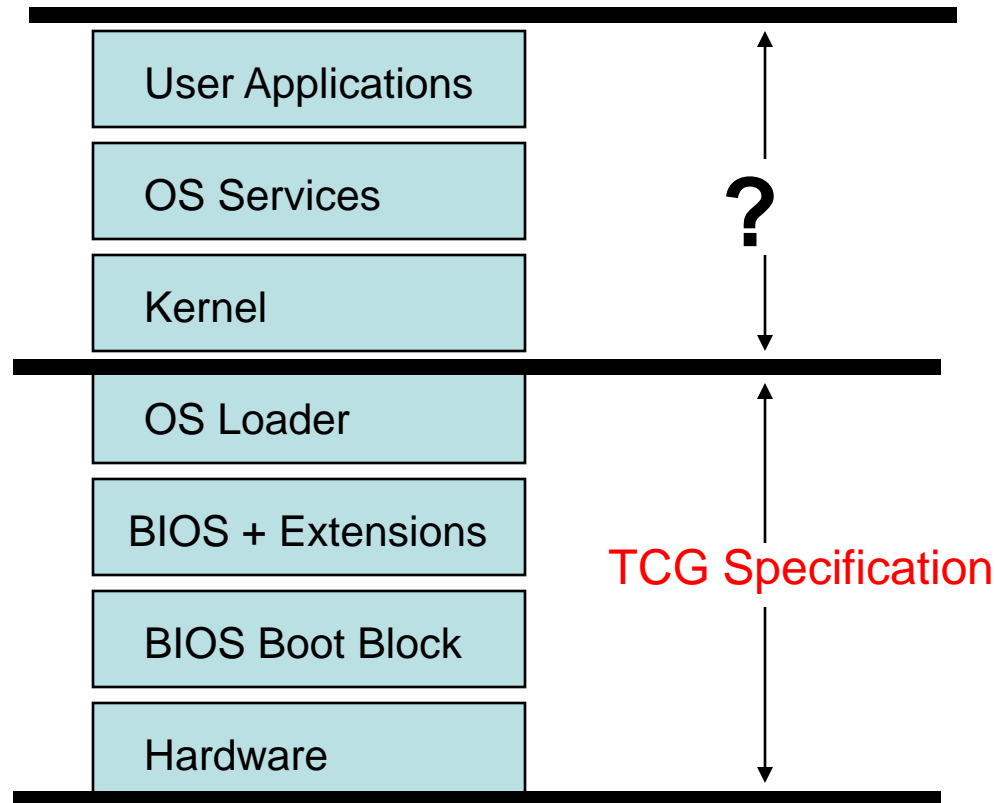 User Applications
OS Services
?
Kernel
OS Loader
BIOS + Extensions
TCG Specification
BIOS Boot Block
Hardware